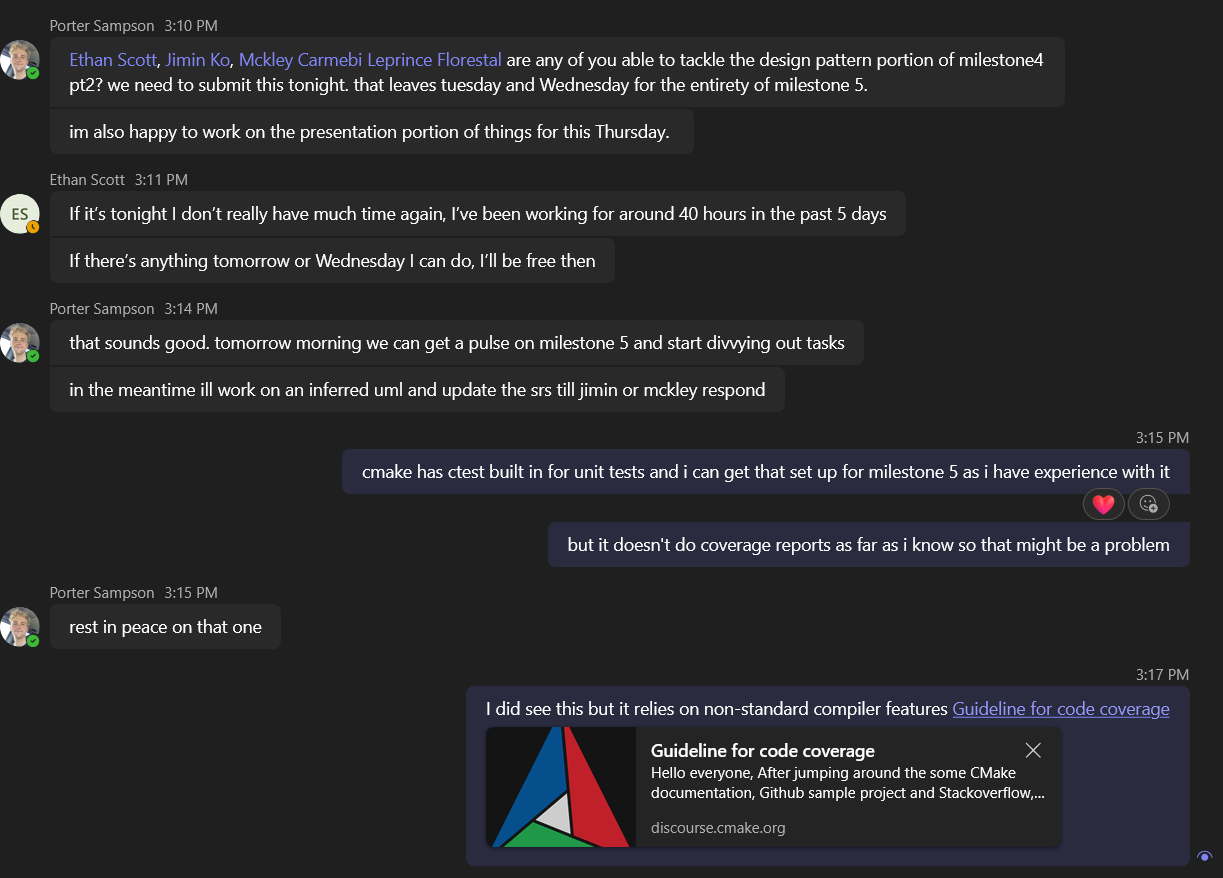 Porter Sampson 3:10 PM
Ethan Scott, Jimin Ko, Mckley Carmebi Leprince Florestal are any of you able to tackle the design pattern portion of milestone4
pt2? we need to submit this tonight. that leaves tuesday and Wednesday for the entirety of milestone 5.
im also happy to work on the presentation portion of things for this Thursday.
Ethan Scott 3:11 PM
ES
If it's tonight I don't really have much time again, I've been working for around 40 hours in the past 5 days
If there's anything tomorrow or Wednesday I can do, I'll be free then
Porter Sampson 3:14 PM
that sounds good. tomorrow morning we can get a pulse on milestone 5 and start divvying out tasks
in the meantime ill work on an inferred uml and update the srs till jimin or mckley respond
3:15 PM
cmake has ctest built in for unit tests and i can get that set up for milestone 5 as i have experience with it
but it doesn't do coverage reports as far as i know so that might be a problem
Porter Sampson 3:15 PM
rest in peace on that one
3:17 PM
I did see this but it relies on non-standard compiler features Guideline for code coverage
Guideline for code coverage
Hello everyone, After jumping around the some CMake
documentation, Github sample project and Stackoverflow,...
discourse.cmake.org